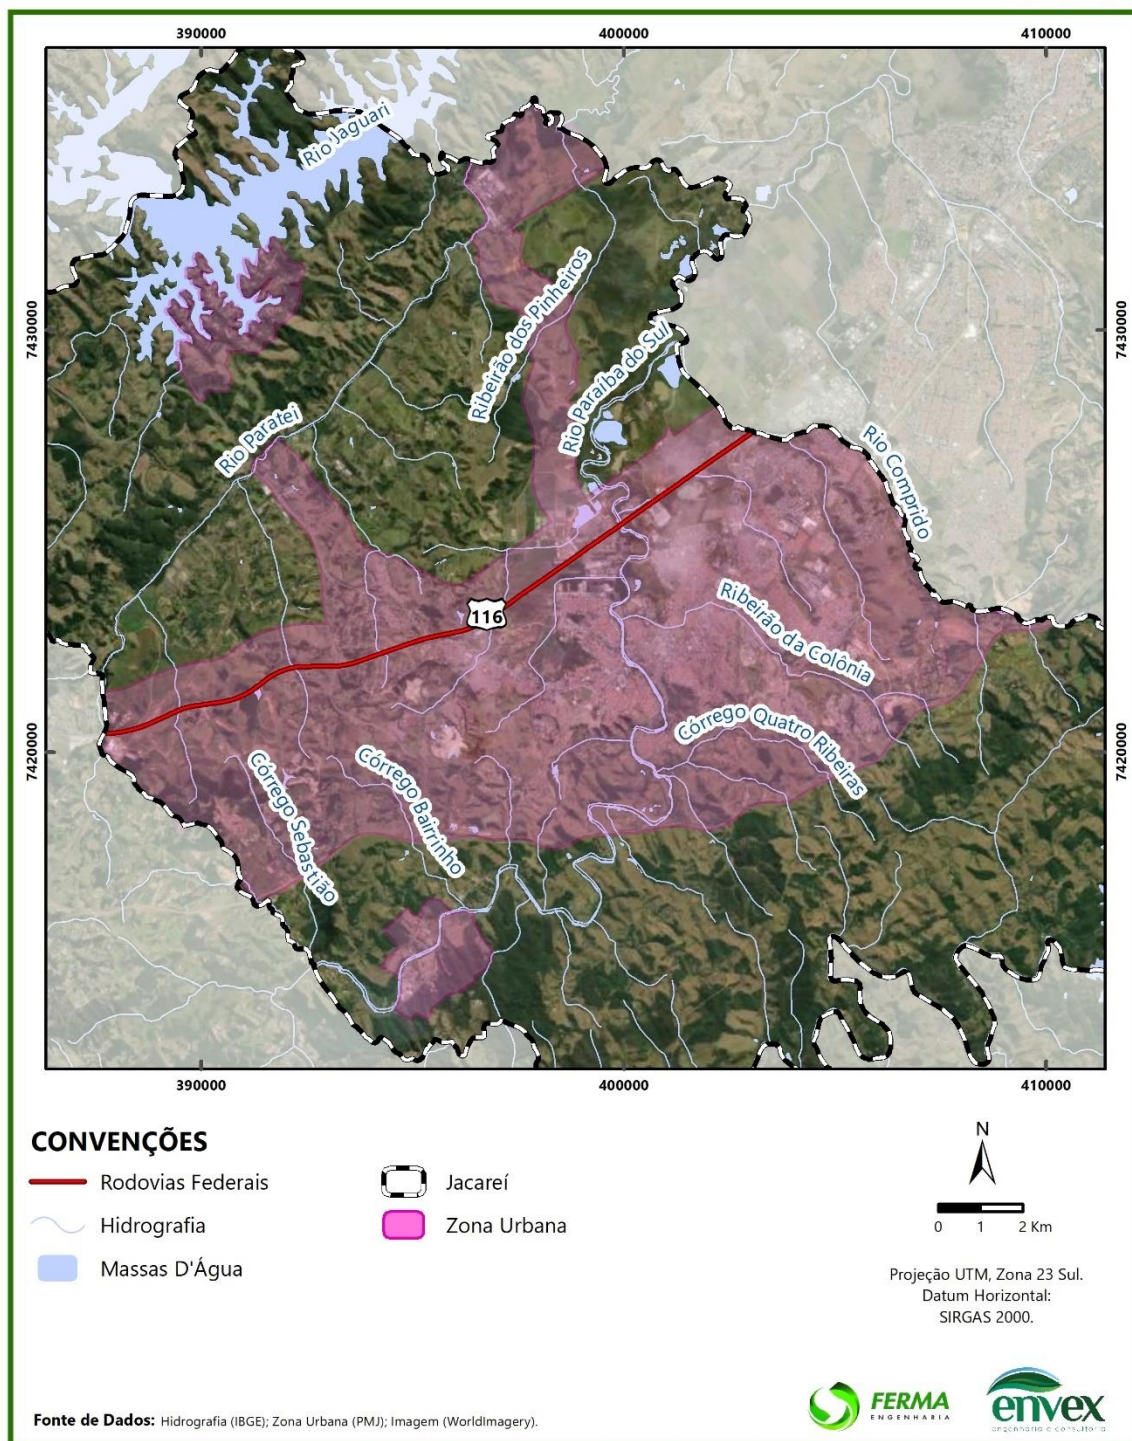 390000
400000
410000
Rio Jaguari
Ribeirão dos Pinheiros
7430000
7430000
Rio Paraíba do Sul
Rio Parateí
Rio Comprido
116
Ribeirão da Colônia
Córrego Quatro Ribeiras
7420000
7420000
Córrego Sebastião
Córrego Bairrinho
390000
400000
410000
CONVENÇÕES
Rodovias Federais
Hidrografia
Massas D'Água
Jacareí
Zona Urbana
N
0 1 2 Km
Projeção UTM, Zona 23 Sul.
Datum Horizontal:
SIRGAS 2000.
FERMA
ENGENHARIA
envex
engenharia e consultoria
Fonte de Dados: Hidrografia (IBGE); Zona Urbana (PMJ); Imagem (WorldImagery).